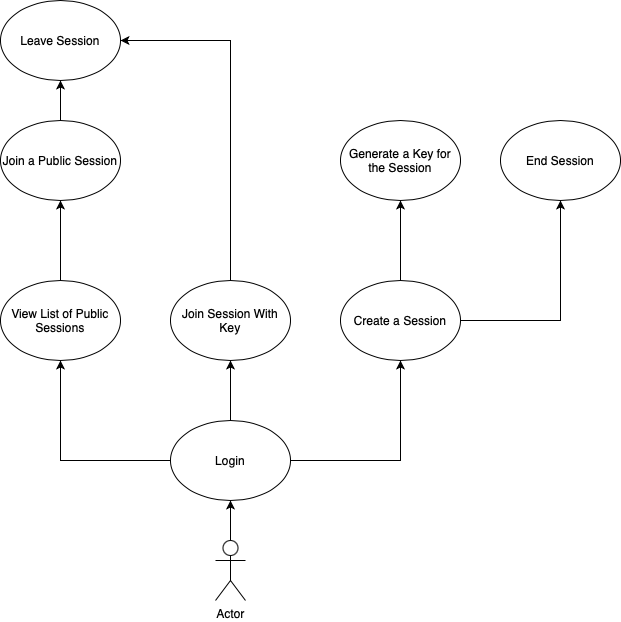 Leave Session
Join a Public Session
Generate a Key for
the Session
End Session
View List of Public
Sessions
Join Session With
Key
Create a Session
Login
Actor